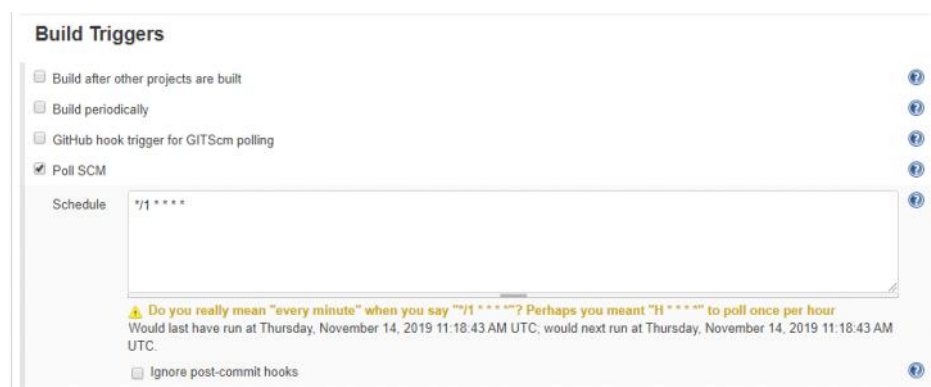 Build Triggers
Build after other projects are built
Build periodically
GitHub hook trigger for GITScm polling
Poll SCM
Schedule
*/1 * * * *
Do you really mean "every minute" when you say "*/1 * * * *"? Perhaps you meant "H * * * *" to poll once per hour
Would last have run at Thursday, November 14, 2019 11:18:43 AM UTC; would next run at Thursday, November 14, 2019 11:18:43 AM
UTC.
Ignore post-commit hooks